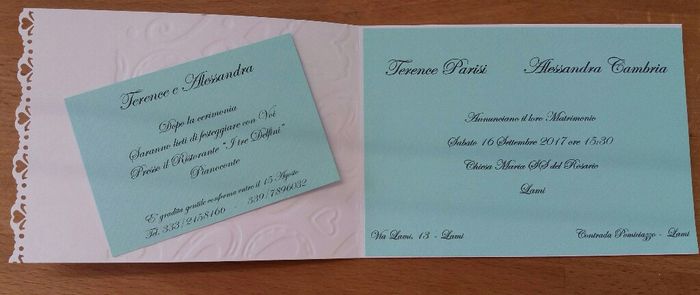 Terence e Alessandra
Dopo la cerimonia
Saranno lieti di festeggiare con Voi
Presso il Ristorante "I tre Delfini"
Pianoconte
E' gradita gentile conferma entro il 15 Agosto
Tel. 333/2458166 - 339/7896032
Terence Parisi Alessandra Cambria
Annunciano il loro Matrimonio
Sabato 16 Settembre 2017 ore 15:30
Chiesa Maria SS del Rosario
Lami
Via Lami, 13 - Lami Contrada Pomiciazzo - Lami